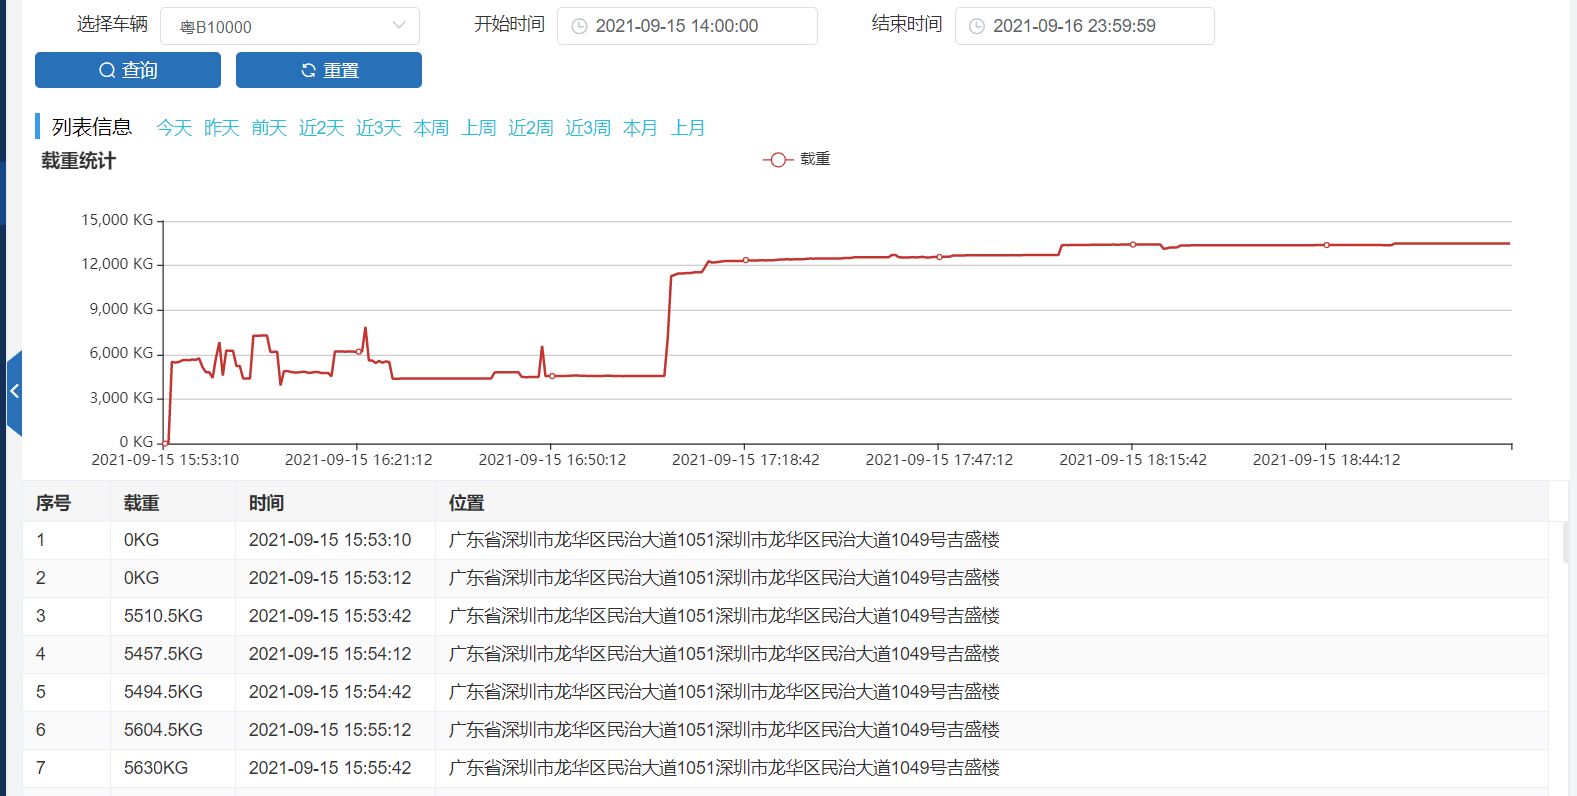 选择车辆 粤B10000 开始时间 2021-09-15 14:00:00 结束时间 2021-09-16 23:59:59
查询 重置
列表信息 今天 昨天 前天 近2天 近3天 本周 上周 近2周 近3周 本月 上月
载重统计 载重
15,000 KG
12,000 KG
9,000 KG
6,000 KG
3,000 KG
0 KG
2021-09-15 15:53:10 2021-09-15 16:21:12 2021-09-15 16:50:12 2021-09-15 17:18:42 2021-09-15 17:47:12 2021-09-15 18:15:42 2021-09-15 18:44:12
序号 载重 时间 位置
1 0KG 2021-09-15 15:53:10 广东省深圳市龙华区民治大道1051深圳市龙华区民治大道1049号吉盛楼
2 0KG 2021-09-15 15:53:12 广东省深圳市龙华区民治大道1051深圳市龙华区民治大道1049号吉盛楼
3 5510.5KG 2021-09-15 15:53:42 广东省深圳市龙华区民治大道1051深圳市龙华区民治大道1049号吉盛楼
4 5457.5KG 2021-09-15 15:54:12 广东省深圳市龙华区民治大道1051深圳市龙华区民治大道1049号吉盛楼
5 5494.5KG 2021-09-15 15:54:42 广东省深圳市龙华区民治大道1051深圳市龙华区民治大道1049号吉盛楼
6 5604.5KG 2021-09-15 15:55:12 广东省深圳市龙华区民治大道1051深圳市龙华区民治大道1049号吉盛楼
7 5630KG 2021-09-15 15:55:42 广东省深圳市龙华区民治大道1051深圳市龙华区民治大道1049号吉盛楼